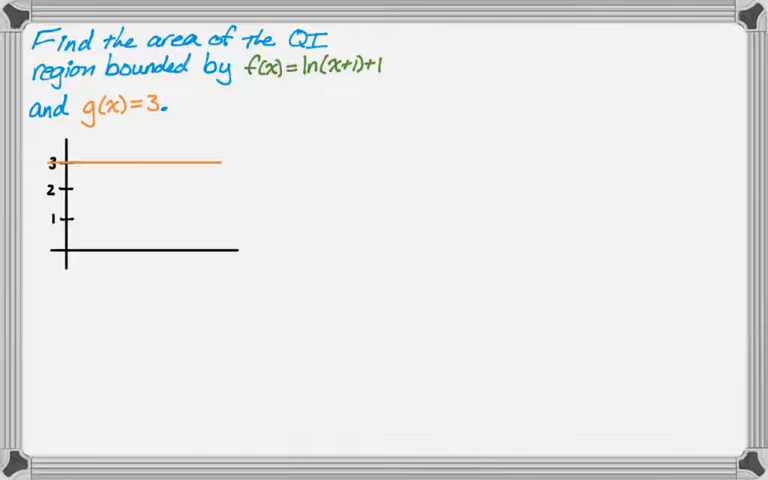 Find the area of the QI
region bounded by f(x)=ln(x+1)+1
and g(x)=3.
3
2
1